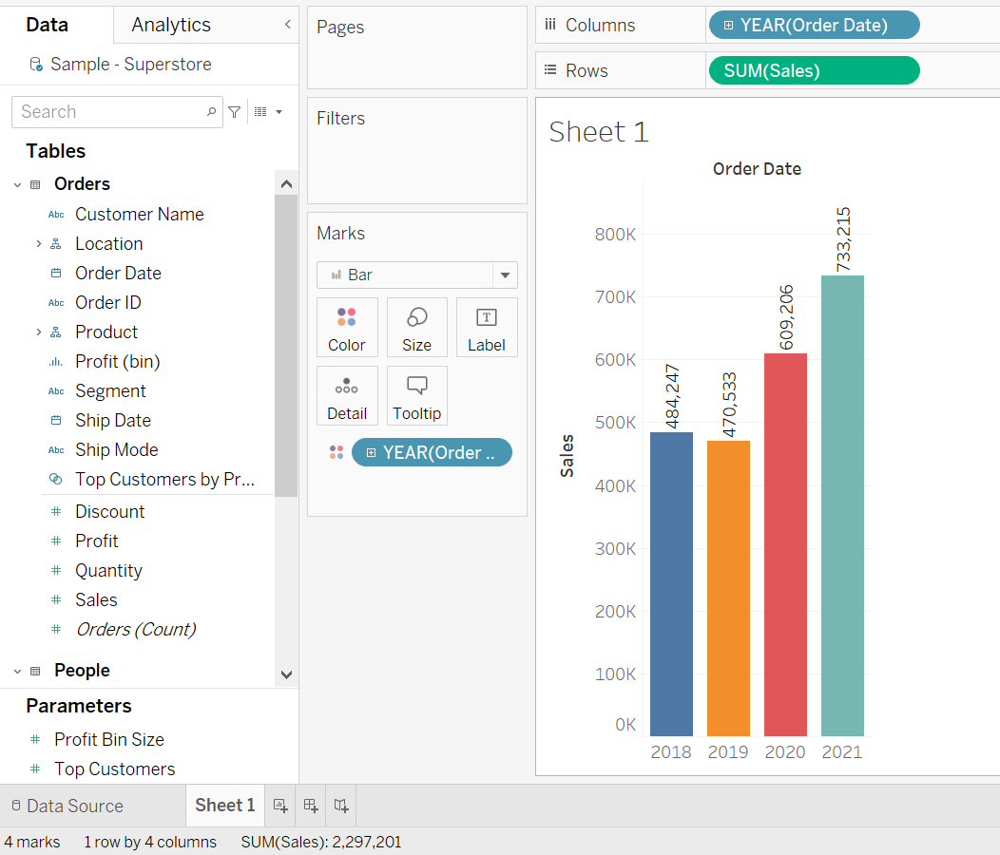 Data
Analytics
Sample - Superstore
Search
Tables
Orders
Abc Customer Name
Location
Order Date
Abc Order ID
Product
Profit (bin)
Abc Segment
Ship Date
Abc Ship Mode
Top Customers by Pr...
# Discount
# Profit
# Quantity
# Sales
# Orders (Count)
People
Parameters
# Profit Bin Size
# Top Customers
Pages
Filters
Marks
Bar
Color
Size
T
Label
Detail
Tooltip
YEAR(Order ..
Columns
YEAR(Order Date)
Rows
SUM(Sales)
Sheet 1
Order Date
Sales
800K
700K
600K
500K
400K
300K
200K
100K
0K
484,247
470,533
609,206
733,215
2018
2019
2020
2021
Data Source
Sheet 1
4 marks
1 row by 4 columns
SUM(Sales): 2,297,201